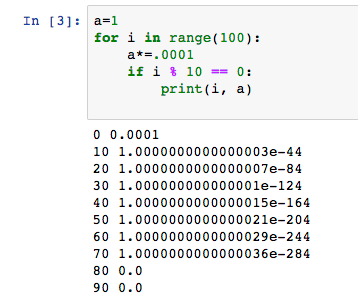 In [3]: a=1
for i in range(100):
    a*=.0001
    if i % 10 == 0:
        print(i, a)
0 0.0001
10 1.0000000000000003e-44
20 1.0000000000000007e-84
30 1.000000000000001e-124
40 1.0000000000000015e-164
50 1.0000000000000021e-204
60 1.0000000000000029e-244
70 1.0000000000000036e-284
80 0.0
90 0.0